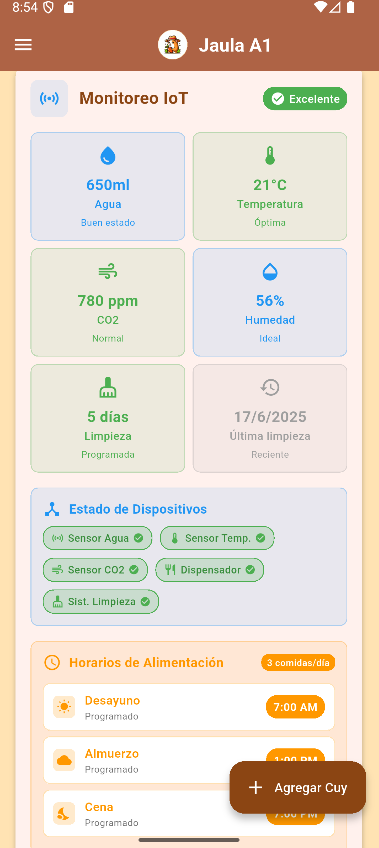 8:54
Jaula A1
Monitoreo IoT
Excelente
650ml
Agua
Buen estado
21°C
Temperatura
Óptima
780 ppm
CO2
Normal
56%
Humedad
Ideal
5 días
Limpieza
Programada
17/6/2025
Última limpieza
Reciente
Estado de Dispositivos
Sensor Agua
Sensor Temp.
Sensor CO2
Dispensador
Sist. Limpieza
Horarios de Alimentación
3 comidas/día
Desayuno
Programado
7:00 AM
Almuerzo
Programado
1:00 PM
Cena
Programado
7:00 PM
Agregar Cuy